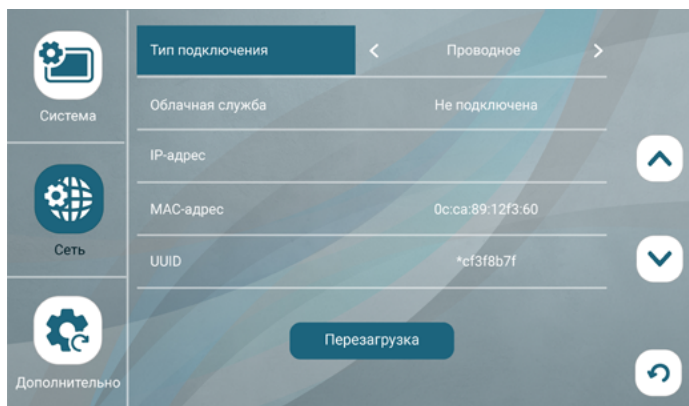 Система
Сеть
Дополнительно
Тип подключения < Проводное >
Облачная служба Не подключена
IP-адрес
MAC-адрес 0c:ca:89:12f3:60
UUID *cf3f8b7f
Перезагрузка